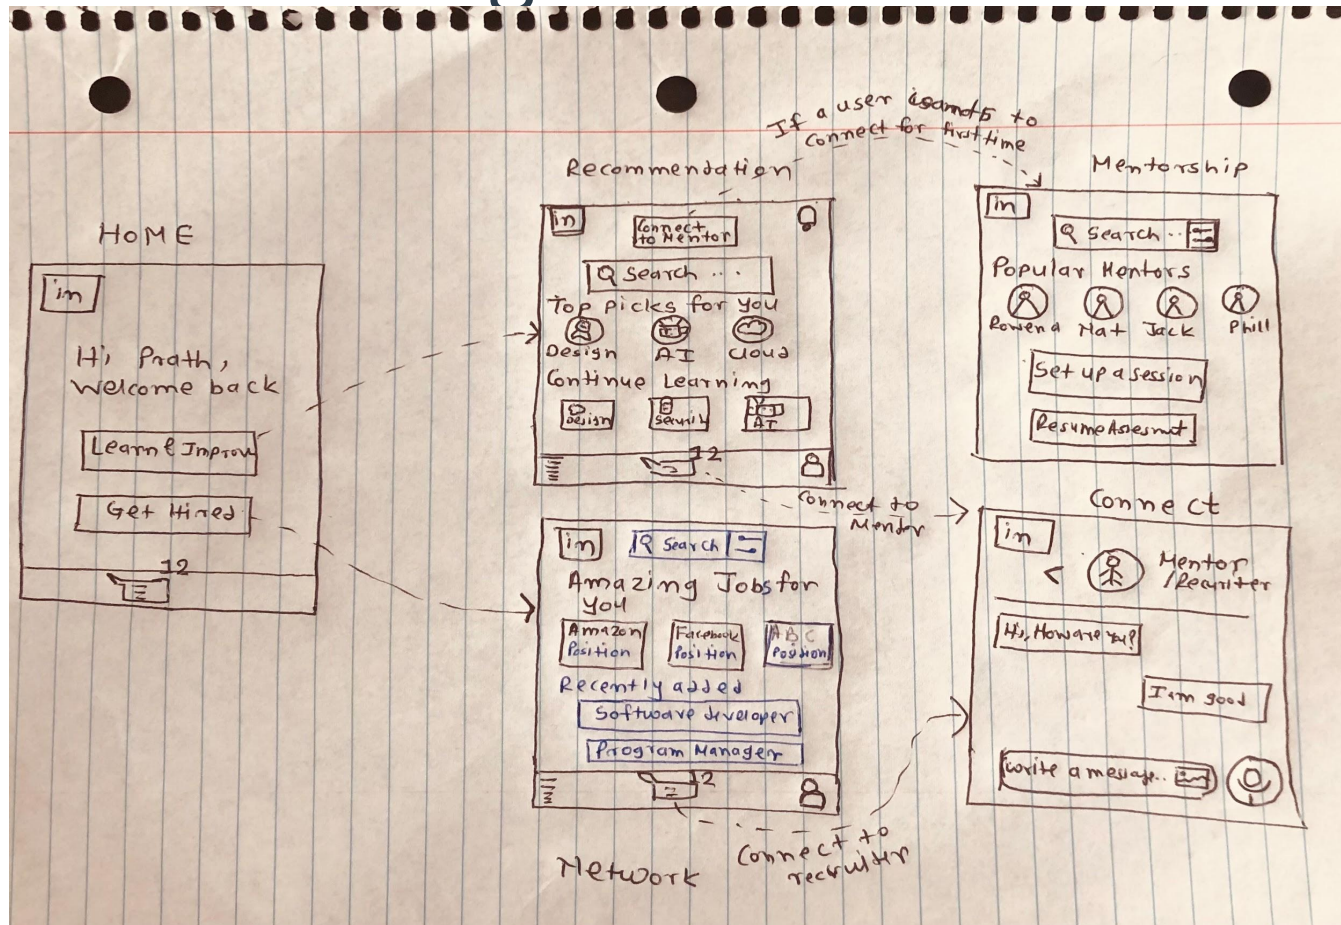 HOME
in
Hi, Prath,
Welcome back
Learn & Improv
Get Hired
12
Recommendation
in
Connect
to Mentor
Search ...
Top picks for you
Design AI Cloud
Continue Learning
Design Security AI
12
If a user wants to
connect for first time
Mentorship
in
Search ..
Popular Mentors
Rowena Mat Jack Phill
Set up a session
Resume Assesmnt
Connect to
Mentor
in
Search
Amazing Jobs for
you
Amazon
Position
Facebook
Position
ABC
Position
Recently added
Software developer
Program Manager
12
Network
Connect to
recruiter
Connect
in
<
Mentor
/Recruiter
Hi, How are you?
I am good
Write a message..